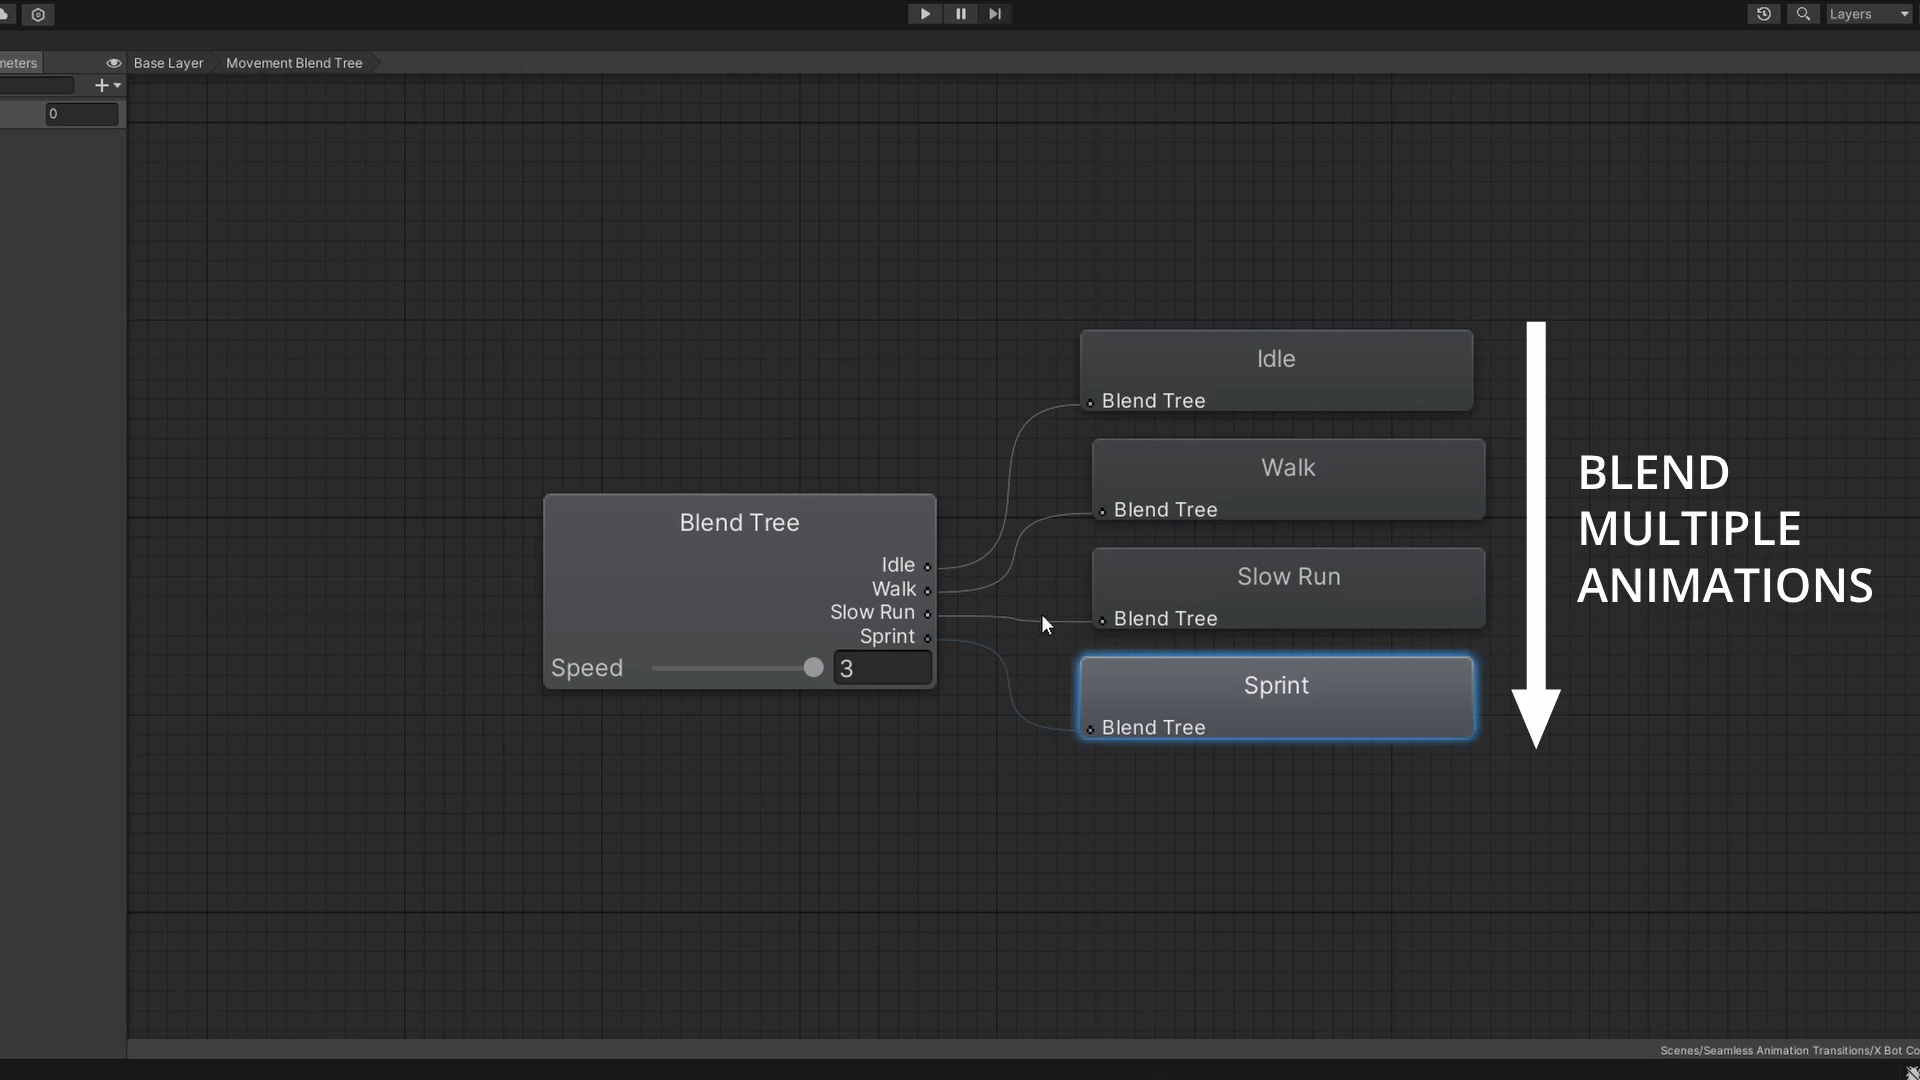 Layers
meters
Base Layer
Movement Blend Tree
0
Idle
Blend Tree
Walk
Blend Tree
Blend Tree
Idle
Walk
Slow Run
Sprint
Speed
3
Slow Run
Blend Tree
Sprint
Blend Tree
BLEND
MULTIPLE
ANIMATIONS
Scenes/Seamless Animation Transitions/X Bot Co